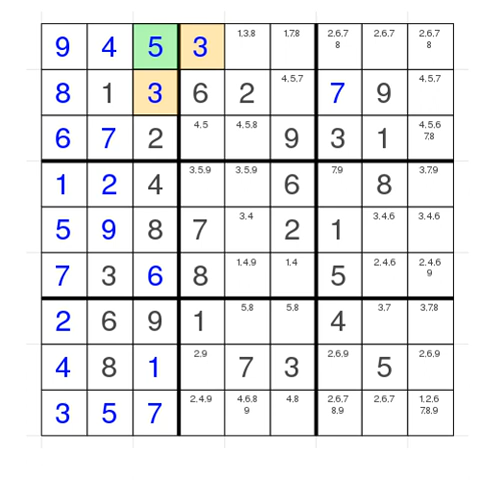 9 4 5 3 1.3.8 1.7.8 2.6.7 8 2.6.7 2.6.7 8
8 1 3 6 2 4.5.7 7 9 4.5.7
6 7 2 4.5 4.5.8 9 3 1 4.5.6 7.8
1 2 4 3.5.9 3.5.9 6 7.9 8 3.7.9
5 9 8 7 3.4 2 1 3.4.6 3.4.6
7 3 6 8 1.4.9 1.4 5 2.4.6 2.4.6 9
2 6 9 1 5.8 5.8 4 3.7 3.7.8
4 8 1 2.9 7 3 2.6.9 5 2.6.9
3 5 7 2.4.9 4.6.8 9 4.8 2.6.7 8.9 2.6.7 1.2.6 7.8.9